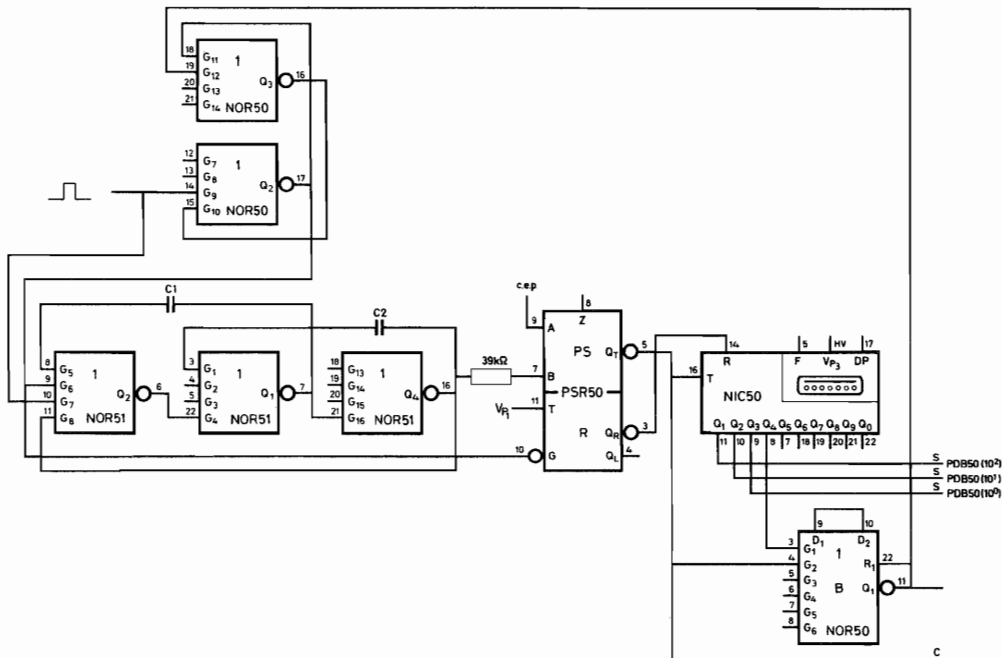 18 G11 1
19 G12 Q3 16
20 G13
21 G14 NOR50
12 G7 1
13 G8 Q2 17
14 G9
15 G10 NOR50
C1
C2
8 G5 1
9 G6 Q2 6
10 G7
11 G8 NOR51
3 G1 1
4 G2 Q1 7
5 G3
22 G4 NOR51
18 G13 1
19 G14 Q4 16
20 G15
21 G16 NOR51
39kΩ
c.e.p
8
9 A Z
PS QT 5
7 B
PSR50
11 T
VP1
R QR 3
10 G QL 4
14 5 HV 17
R F VP3 DP
16 T
NIC50
Q1 Q2 Q3 Q4 Q5 Q6 Q7 Q8 Q9 Q0
11 10 9 8 7 18 19 20 21 22
S PDB50(10²)
S PDB50(10¹)
S PDB50(10⁰)
9 10
D1 D2
3 G1 1
4 G2 R1 22
5 G3
6 G4 B Q1 11
7 G5
8 G6 NOR50
C